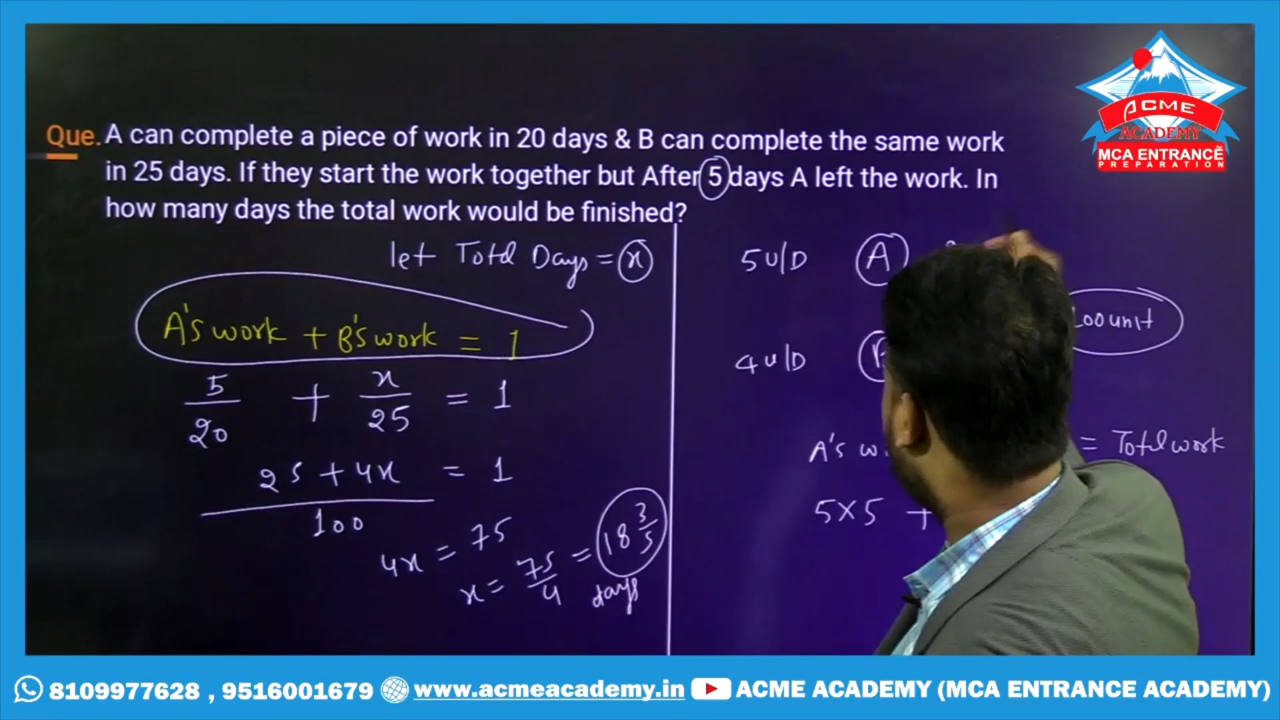 ACME
ACADEMY
MCA ENTRANCE
PREPARATION
Que. A can complete a piece of work in 20 days & B can complete the same work
in 25 days. If they start the work together but After 5 days A left the work. In
how many days the total work would be finished?
let Total Days = x
A's work + B's work = 1
5/20 + x/25 = 1
25 + 4x / 100 = 1
4x = 75
x = 75/4 = 18 3/5 days
5 U/D A
100 unit
4 U/D
A's w
= Total work
5×5 +
8109977628 , 9516001679 www.acmeacademy.in ACME ACADEMY (MCA ENTRANCE ACADEMY)